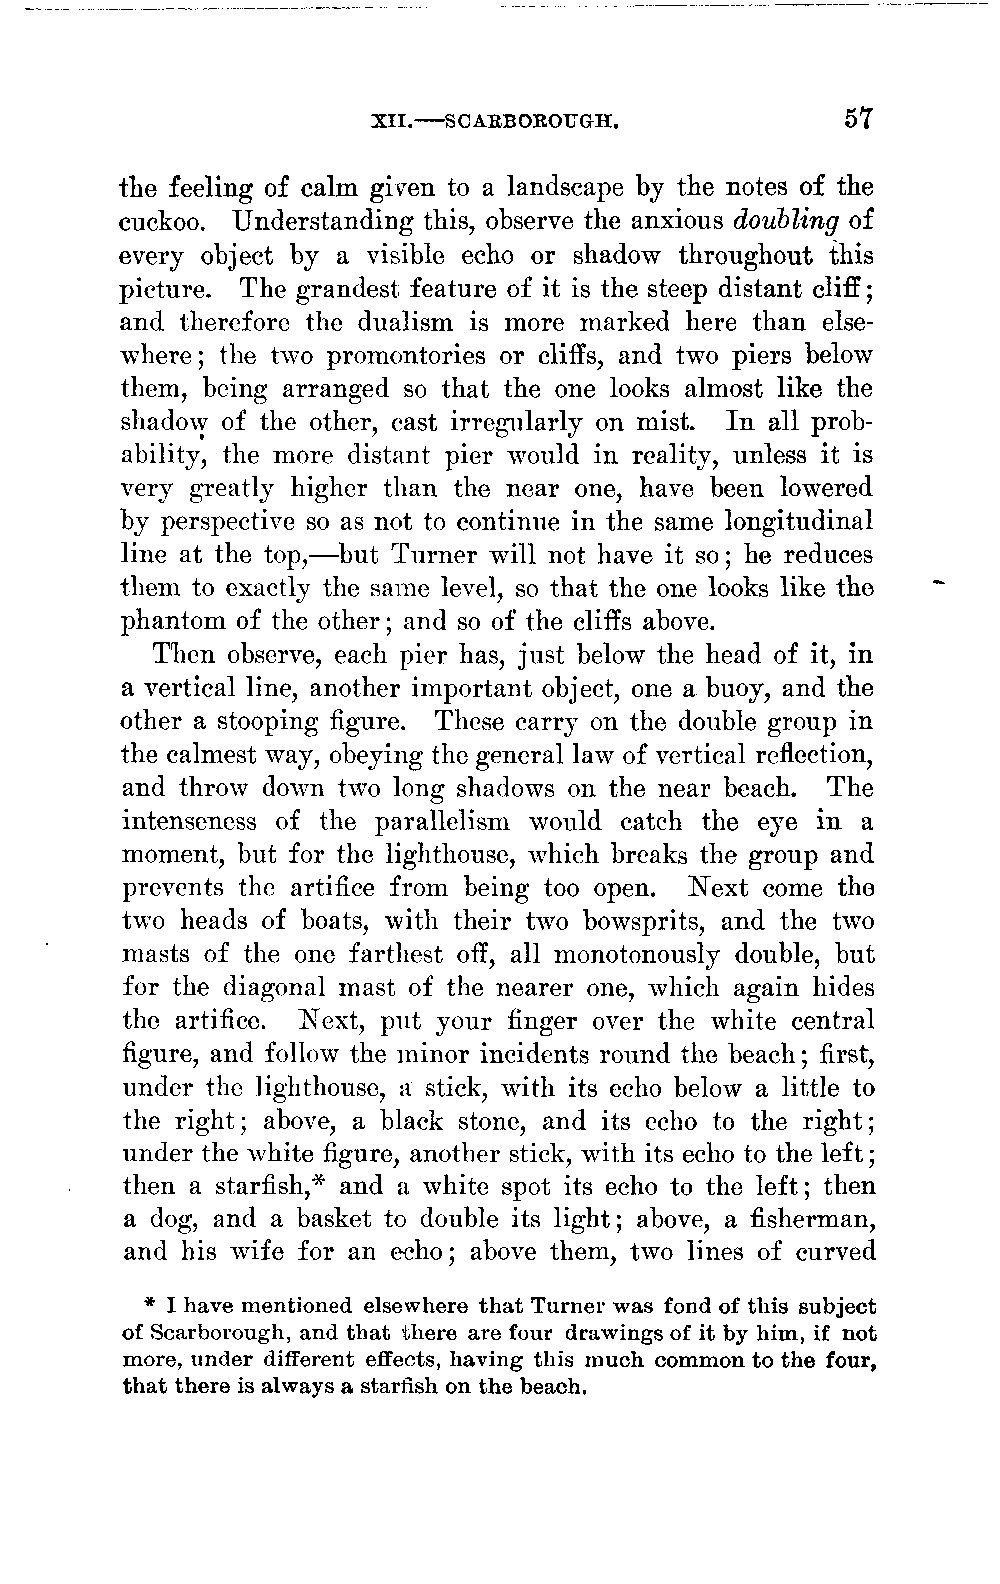 XII.—SCARBOROUGH. 57
the feeling of calm given to a landscape by the notes of the
cuckoo. Understanding this, observe the anxious doubling of
every object by a visible echo or shadow throughout this
picture. The grandest feature of it is the steep distant cliff;
and therefore the dualism is more marked here than else-
where; the two promontories or cliffs, and two piers below
them, being arranged so that the one looks almost like the
shadow of the other, cast irregularly on mist. In all prob-
ability, the more distant pier would in reality, unless it is
very greatly higher than the near one, have been lowered
by perspective so as not to continue in the same longitudinal
line at the top,—but Turner will not have it so; he reduces
them to exactly the same level, so that the one looks like the
phantom of the other; and so of the cliffs above.
Then observe, each pier has, just below the head of it, in
a vertical line, another important object, one a buoy, and the
other a stooping figure. These carry on the double group in
the calmest way, obeying the general law of vertical reflection,
and throw down two long shadows on the near beach. The
intenseness of the parallelism would catch the eye in a
moment, but for the lighthouse, which breaks the group and
prevents the artifice from being too open. Next come the
two heads of boats, with their two bowsprits, and the two
masts of the one farthest off, all monotonously double, but
for the diagonal mast of the nearer one, which again hides
the artifice. Next, put your finger over the white central
figure, and follow the minor incidents round the beach; first,
under the lighthouse, a stick, with its echo below a little to
the right; above, a black stone, and its echo to the right;
under the white figure, another stick, with its echo to the left;
then a starfish,* and a white spot its echo to the left; then
a dog, and a basket to double its light; above, a fisherman,
and his wife for an echo; above them, two lines of curved
* I have mentioned elsewhere that Turner was fond of this subject
of Scarborough, and that there are four drawings of it by him, if not
more, under different effects, having this much common to the four,
that there is always a starfish on the beach.